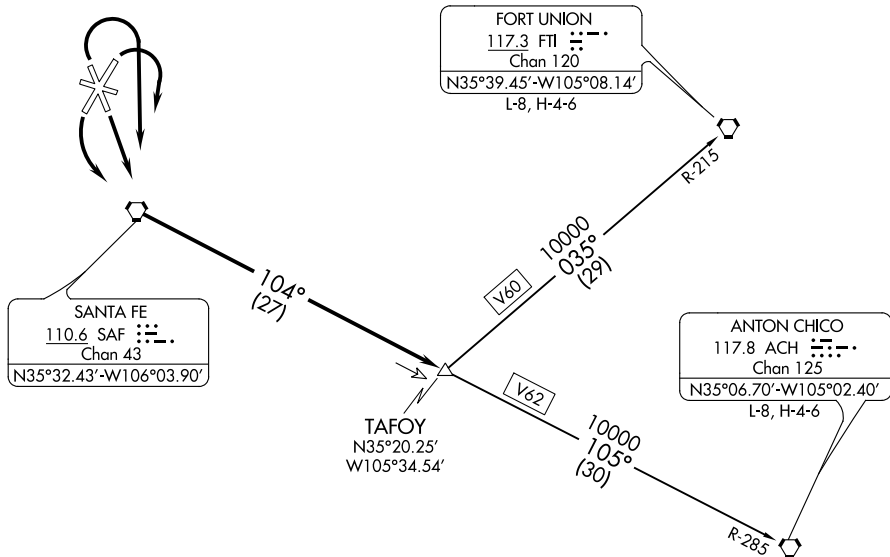 FORT UNION
117.3 FTI
Chan 120
N35°39.45’-W105°08.14’
L-8, H-4-6
R-215
10000
035°
(29)
V60
104°
(27)
SANTA FE
110.6 SAF
Chan 43
N35°32.43’-W106°03.90’
TAFOY
N35°20.25’
W105°34.54’
V62
10000
105°
(30)
ANTON CHICO
117.8 ACH
Chan 125
N35°06.70’-W105°02.40’
L-8, H-4-6
R-285